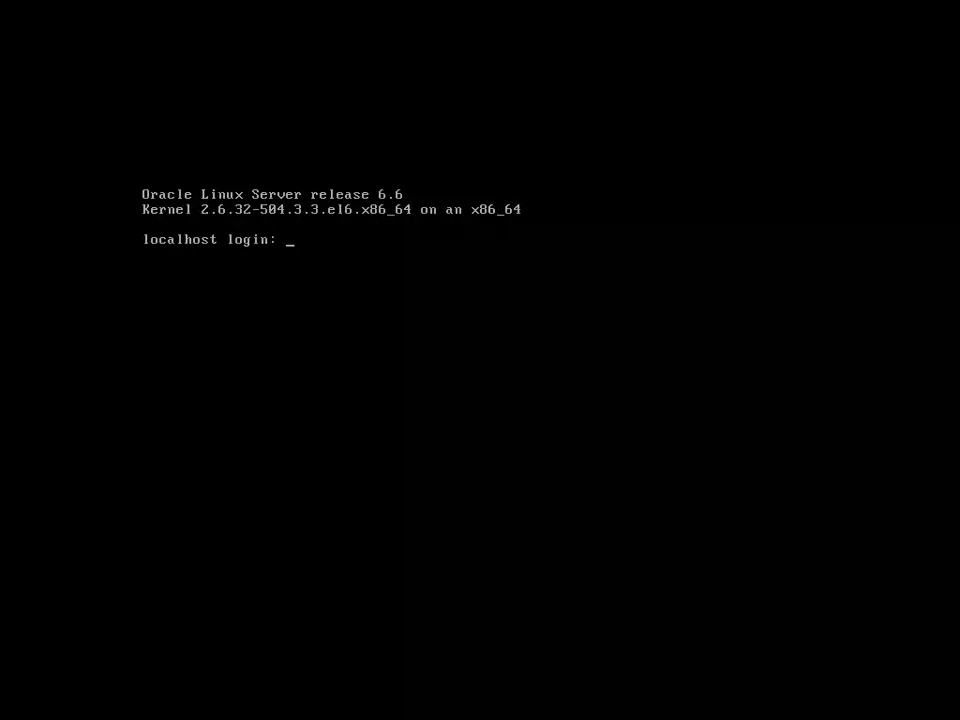 Oracle Linux Server release 6.6
Kernel 2.6.32-504.3.3.el6.x86_64 on an x86_64
localhost login: _